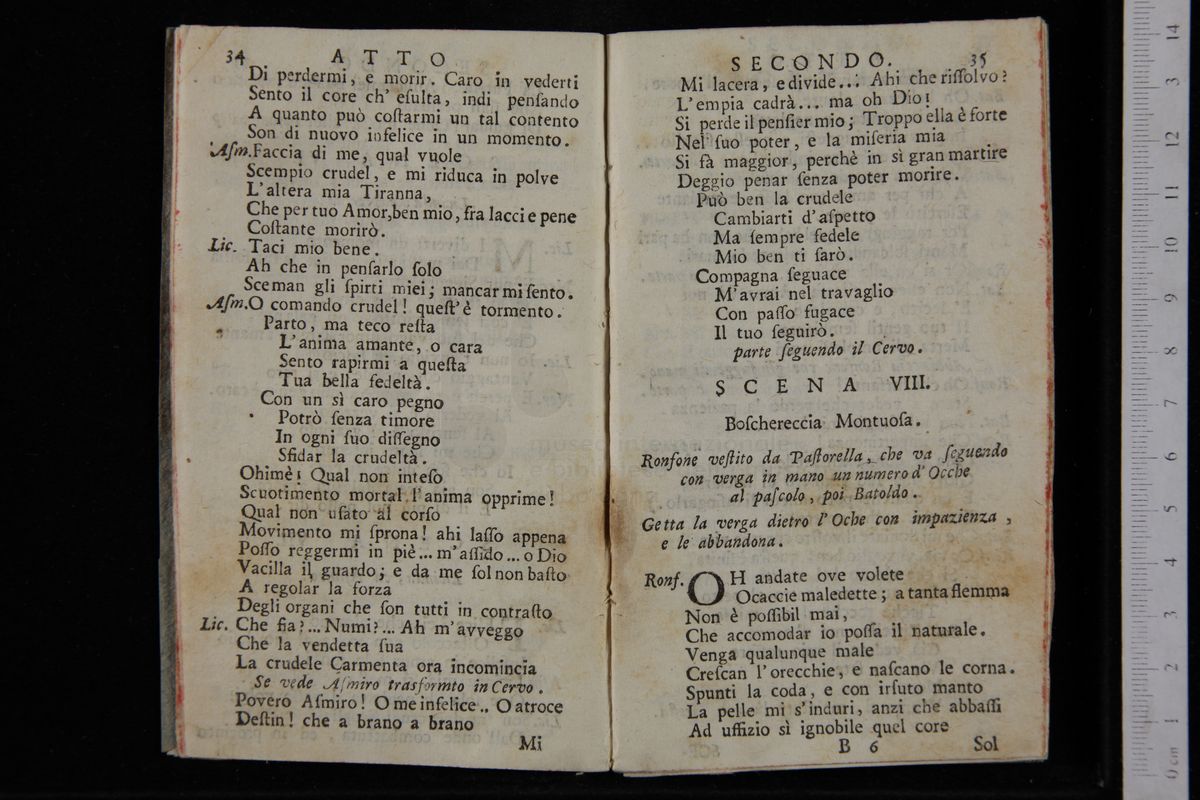 34 ATTO
Di perdermi, e morir. Caro in vederti
Sento il core ch' eſulta, indi penſando
A quanto può coſtarmi un tal contento
Son di nuovo infelice in un momento.
Aſm. Faccia di me, qual vuole
Scempio crudel, e mi riduca in polve
L'altera mia Tiranna,
Che per tuo Amor, ben mio, fra lacci e pene
Coſtante morirò.
Lic. Taci mio bene.
Ah che in penſarlo ſolo
Sceman gli ſpirti miei; mancar mi ſento.
Aſm. O comando crudel! queſt'è tormento.
Parto, ma teco reſta
L'anima amante, o cara
Sento rapirmi a queſta
Tua bella fedeltà.
Con un sì caro pegno
Potrò ſenza timore
In ogni ſuo diſſegno
Sfidar la crudeltà.
Ohimè! Qual non inteſo
Scuotimento mortal l'anima opprime!
Qual non uſato al corſo
Movimento mi ſprona! ahi laſſo appena
Poſſo reggermi in piè... m'aſſido... o Dio
Vacilla il guardo; e da me ſol non baſto
A regolar la forza
Degli organi che ſon tutti in contraſto
Lic. Che fia?... Numi?... Ah m'avveggo
Che la vendetta ſua
La crudele Carmenta ora incomincia
Se vede Aſmiro trasformto in Cervo.
Povero Aſmiro! O me infelice.. O atroce
Deſtin! che a brano a brano
Mi
SECONDO. 35
Mi lacera, e divide... Ahi che riſſolvo?
L'empia cadrà... ma oh Dio!
Si perde il penſier mio; Troppo ella è forte
Nel ſuo poter, e la miſeria mia
Si fà maggior, perchè in sì gran martire
Deggio penar ſenza poter morire.
Può ben la crudele
Cambiarti d'aſpetto
Ma ſempre fedele
Mio ben ti ſarò.
Compagna ſeguace
M'avrai nel travaglio
Con paſſo fugace
Il tuo ſeguirò.
parte ſeguendo il Cervo.
SCENA VIII.
Boſchereccia Montuoſa.
Ronfone veſtito da Paſtorella, che va ſeguendo
con verga in mano un numero d'Ocche
al paſcolo, poi Batoldo.
Getta la verga dietro l'Oche con impazienza,
e le abbandona.
Ronf. OH andate ove volete
Ocaccie maledette; a tanta flemma
Non è poſſibil mai,
Che accomodar io poſſa il naturale.
Venga qualunque male
Creſcan l'orecchie, e naſcano le corna.
Spunti la coda, e con irſuto manto
La pelle mi s'induri, anzi che abbaſſi
Ad uffizio sì ignobile quel core
B 6 Sol
14
13
12
11
10
9
8
7
6
5
4
3
2
1
0 cm